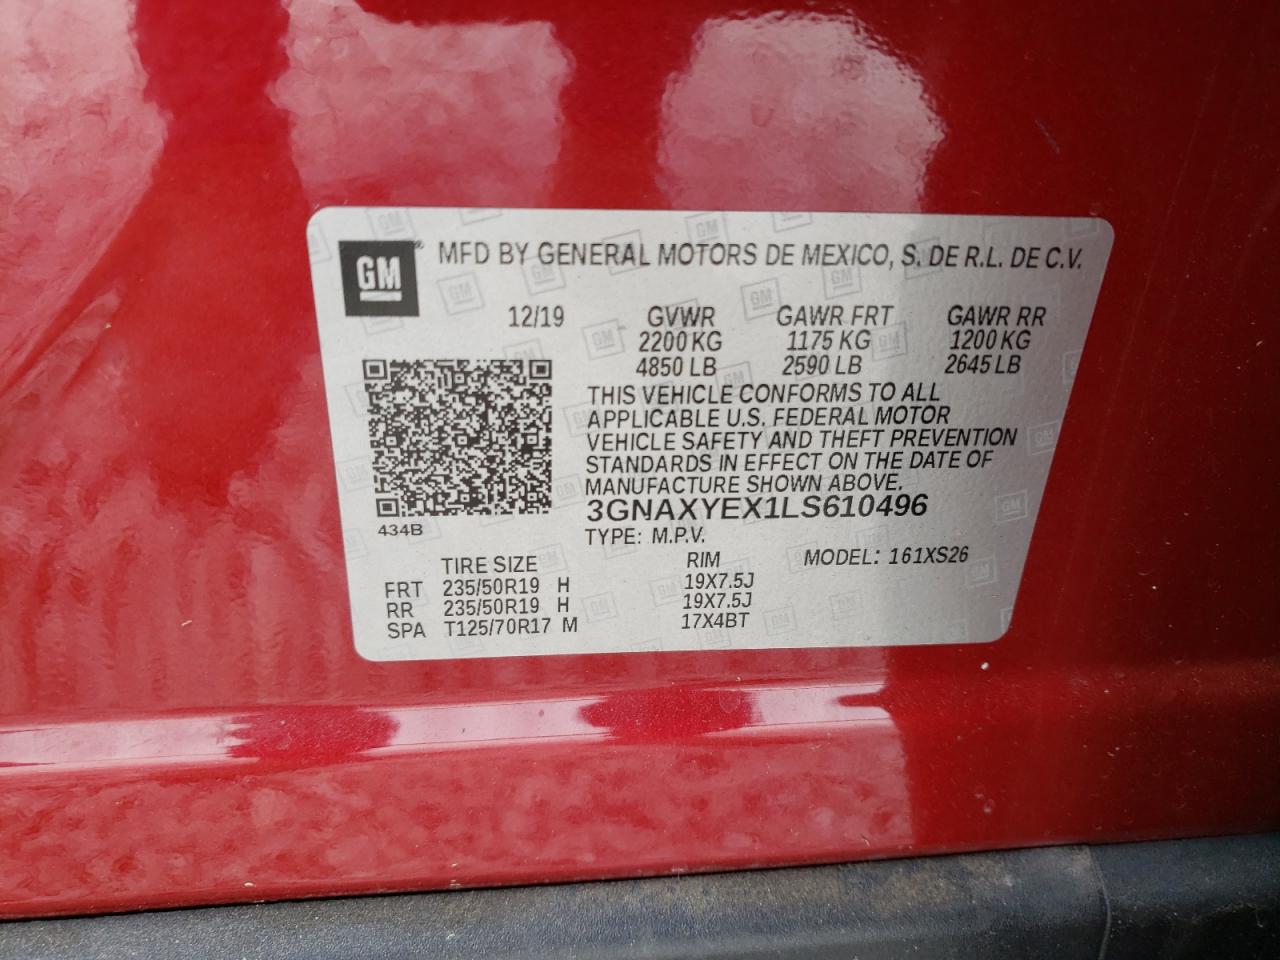 GM® MFD BY GENERAL MOTORS DE MEXICO, S. DE R.L. DE C.V.
12/19 GVWR GAWR FRT GAWR RR
2200 KG 1175 KG 1200 KG
4850 LB 2590 LB 2645 LB
THIS VEHICLE CONFORMS TO ALL
APPLICABLE U.S. FEDERAL MOTOR
VEHICLE SAFETY AND THEFT PREVENTION
STANDARDS IN EFFECT ON THE DATE OF
MANUFACTURE SHOWN ABOVE.
3GNAXYEX1LS610496
434B
TYPE: M.P.V.
TIRE SIZE RIM MODEL: 161XS26
FRT 235/50R19 H 19X7.5J
RR 235/50R19 H 19X7.5J
SPA T125/70R17 M 17X4BT